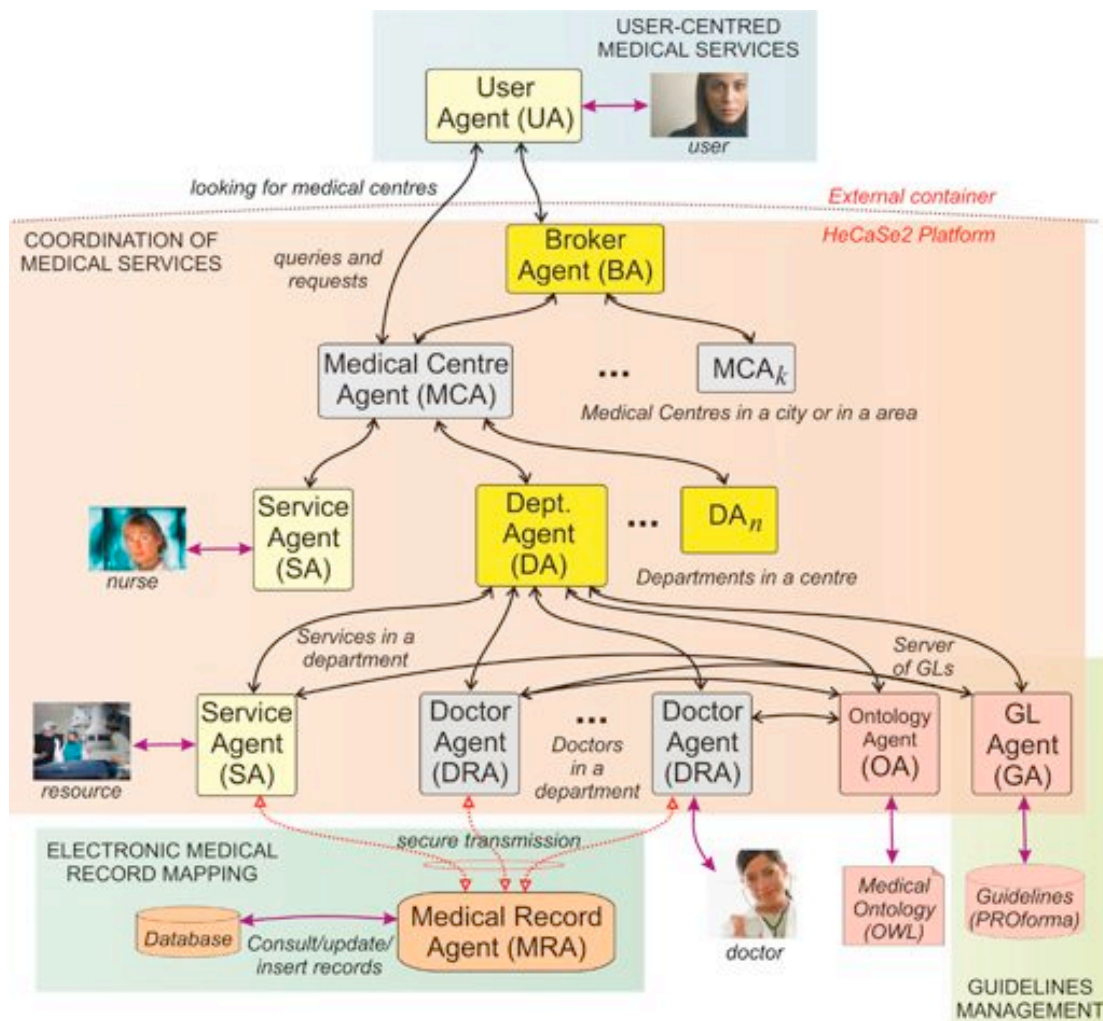 USER-CENTRED
MEDICAL SERVICES
User
Agent (UA)
user
looking for medical centres
External container
HeCaSe2 Platform
COORDINATION OF
MEDICAL SERVICES
queries and
requests
Broker
Agent (BA)
Medical Centre
Agent (MCA)
...
MCAk
Medical Centres in a city or in a area
Service
Agent
(SA)
nurse
Dept.
Agent
(DA)
...
DAn
Departments in a centre
Services in a
department
Server
of GLs
Service
Agent
(SA)
resource
Doctor
Agent
(DRA)
...
Doctors
in a
department
Doctor
Agent
(DRA)
Ontology
Agent
(OA)
GL
Agent
(GA)
secure transmission
ELECTRONIC MEDICAL
RECORD MAPPING
Database
Consult/update/
insert records
Medical Record
Agent (MRA)
doctor
Medical
Ontology
(OWL)
Guidelines
(PROforma)
GUIDELINES
MANAGEMENT